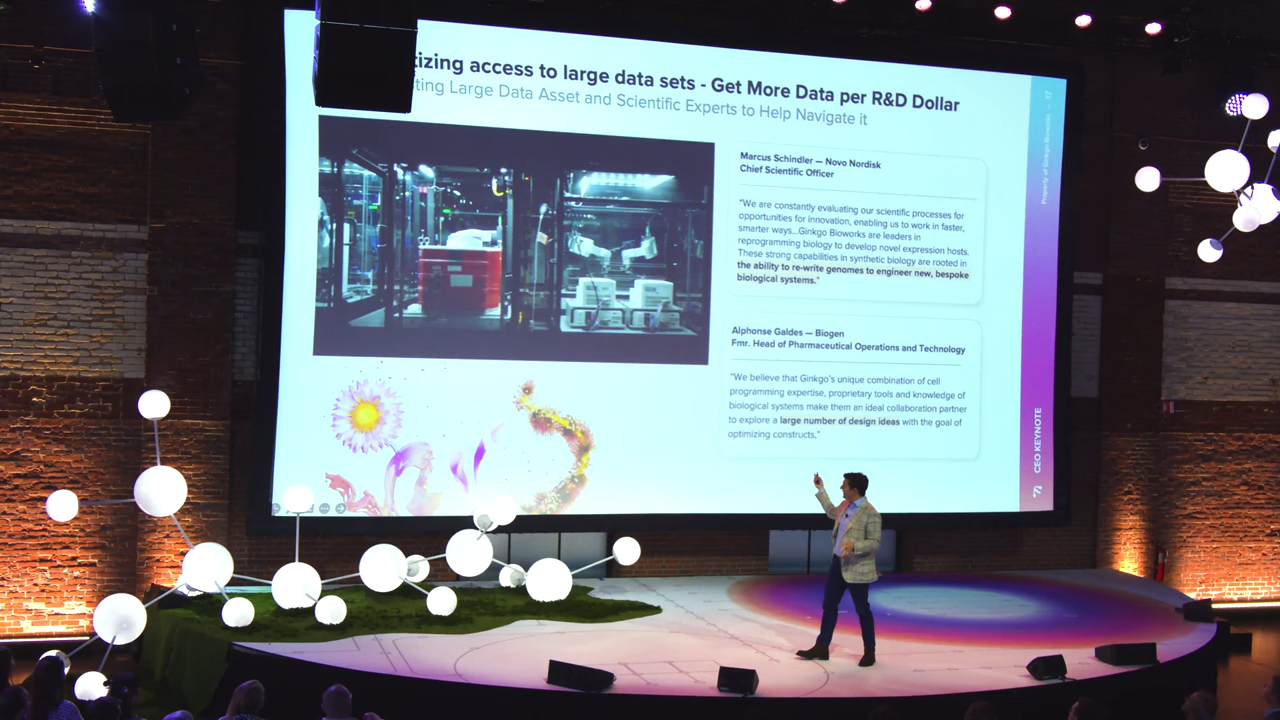 tizing access to large data sets - Get More Data per R&D Dollar
ting Large Data Asset and Scientific Experts to Help Navigate it
Marcus Schindler — Novo Nordisk
Chief Scientific Officer
"We are constantly evaluating our scientific processes for
opportunities for innovation, enabling us to work in faster,
smarter ways...Ginkgo Bioworks are leaders in
reprogramming biology to develop novel expression hosts.
These strong capabilities in synthetic biology are rooted in
the ability to re-write genomes to engineer new, bespoke
biological systems."
Alphonse Galdes — Biogen
Fmr. Head of Pharmaceutical Operations and Technology
"We believe that Ginkgo's unique combination of cell
programming expertise, proprietary tools and knowledge of
biological systems make them an ideal collaboration partner
to explore a large number of design ideas with the goal of
optimizing constructs,"
Property of Ginkgo Bioworks — 17
CEO KEYNOTE